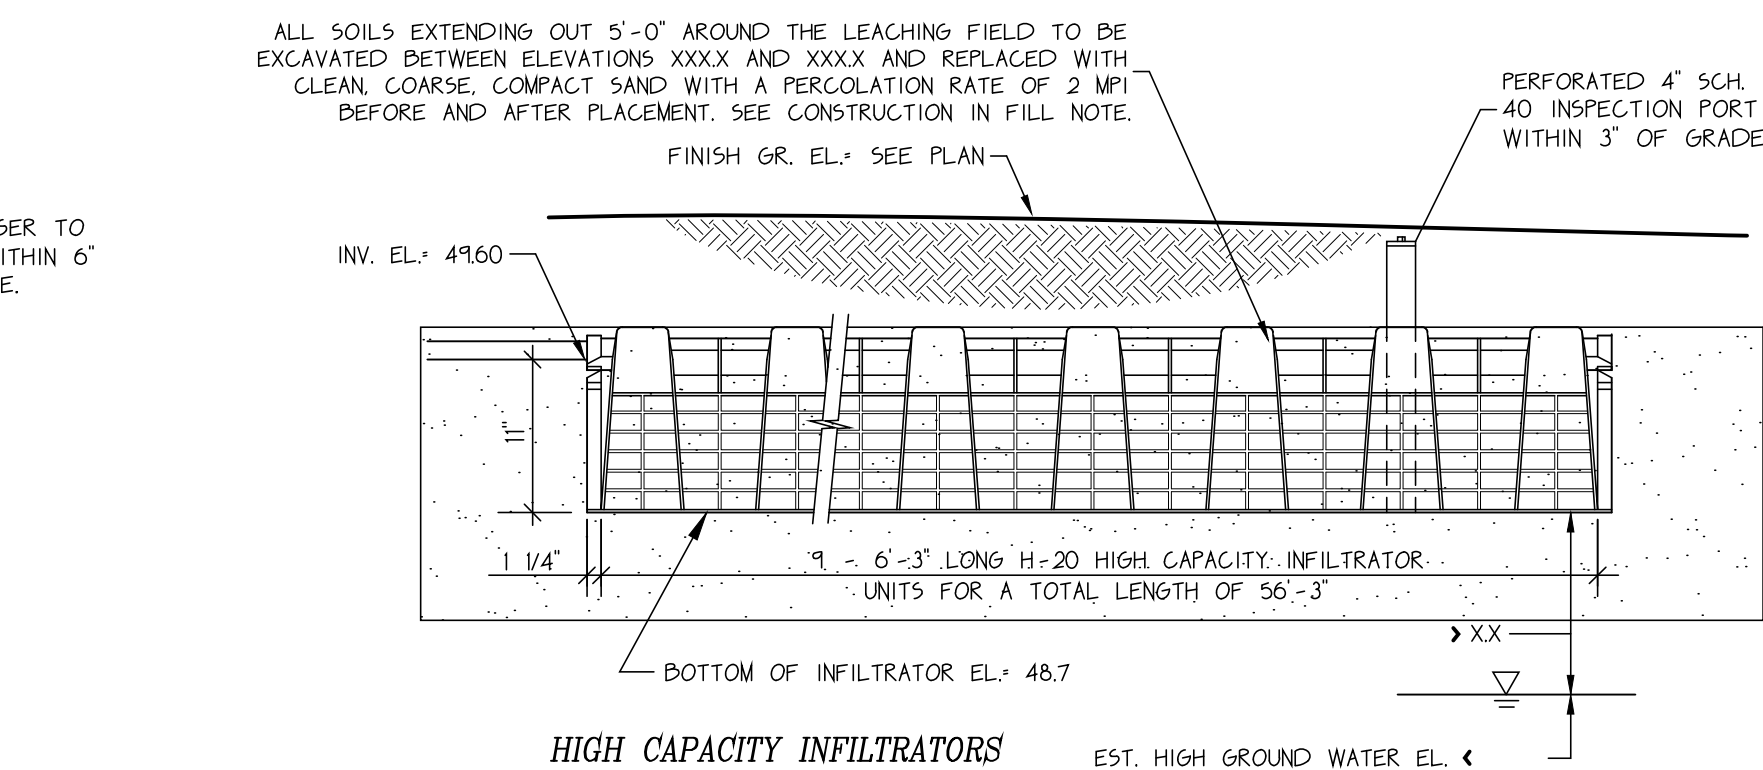 ALL SOILS EXTENDING OUT 5'-0" AROUND THE LEACHING FIELD TO BE
EXCAVATED BETWEEN ELEVATIONS XXX.X AND XXX.X AND REPLACED WITH
CLEAN, COARSE, COMPACT SAND WITH A PERCOLATION RATE OF 2 MPI
BEFORE AND AFTER PLACEMENT. SEE CONSTRUCTION IN FILL NOTE.
PERFORATED 4" SCH.
40 INSPECTION PORT
WITHIN 3" OF GRADE
FINISH GR. EL.= SEE PLAN
SER TO
ITHIN 6"
E.
INV. EL.= 49.60
11"
1 1/4"
9 - 6'-3" LONG H-20 HIGH CAPACITY INFILTRATOR
UNITS FOR A TOTAL LENGTH OF 56'-3"
> X.X
BOTTOM OF INFILTRATOR EL.= 48.7
HIGH CAPACITY INFILTRATORS
EST. HIGH GROUND WATER EL. <